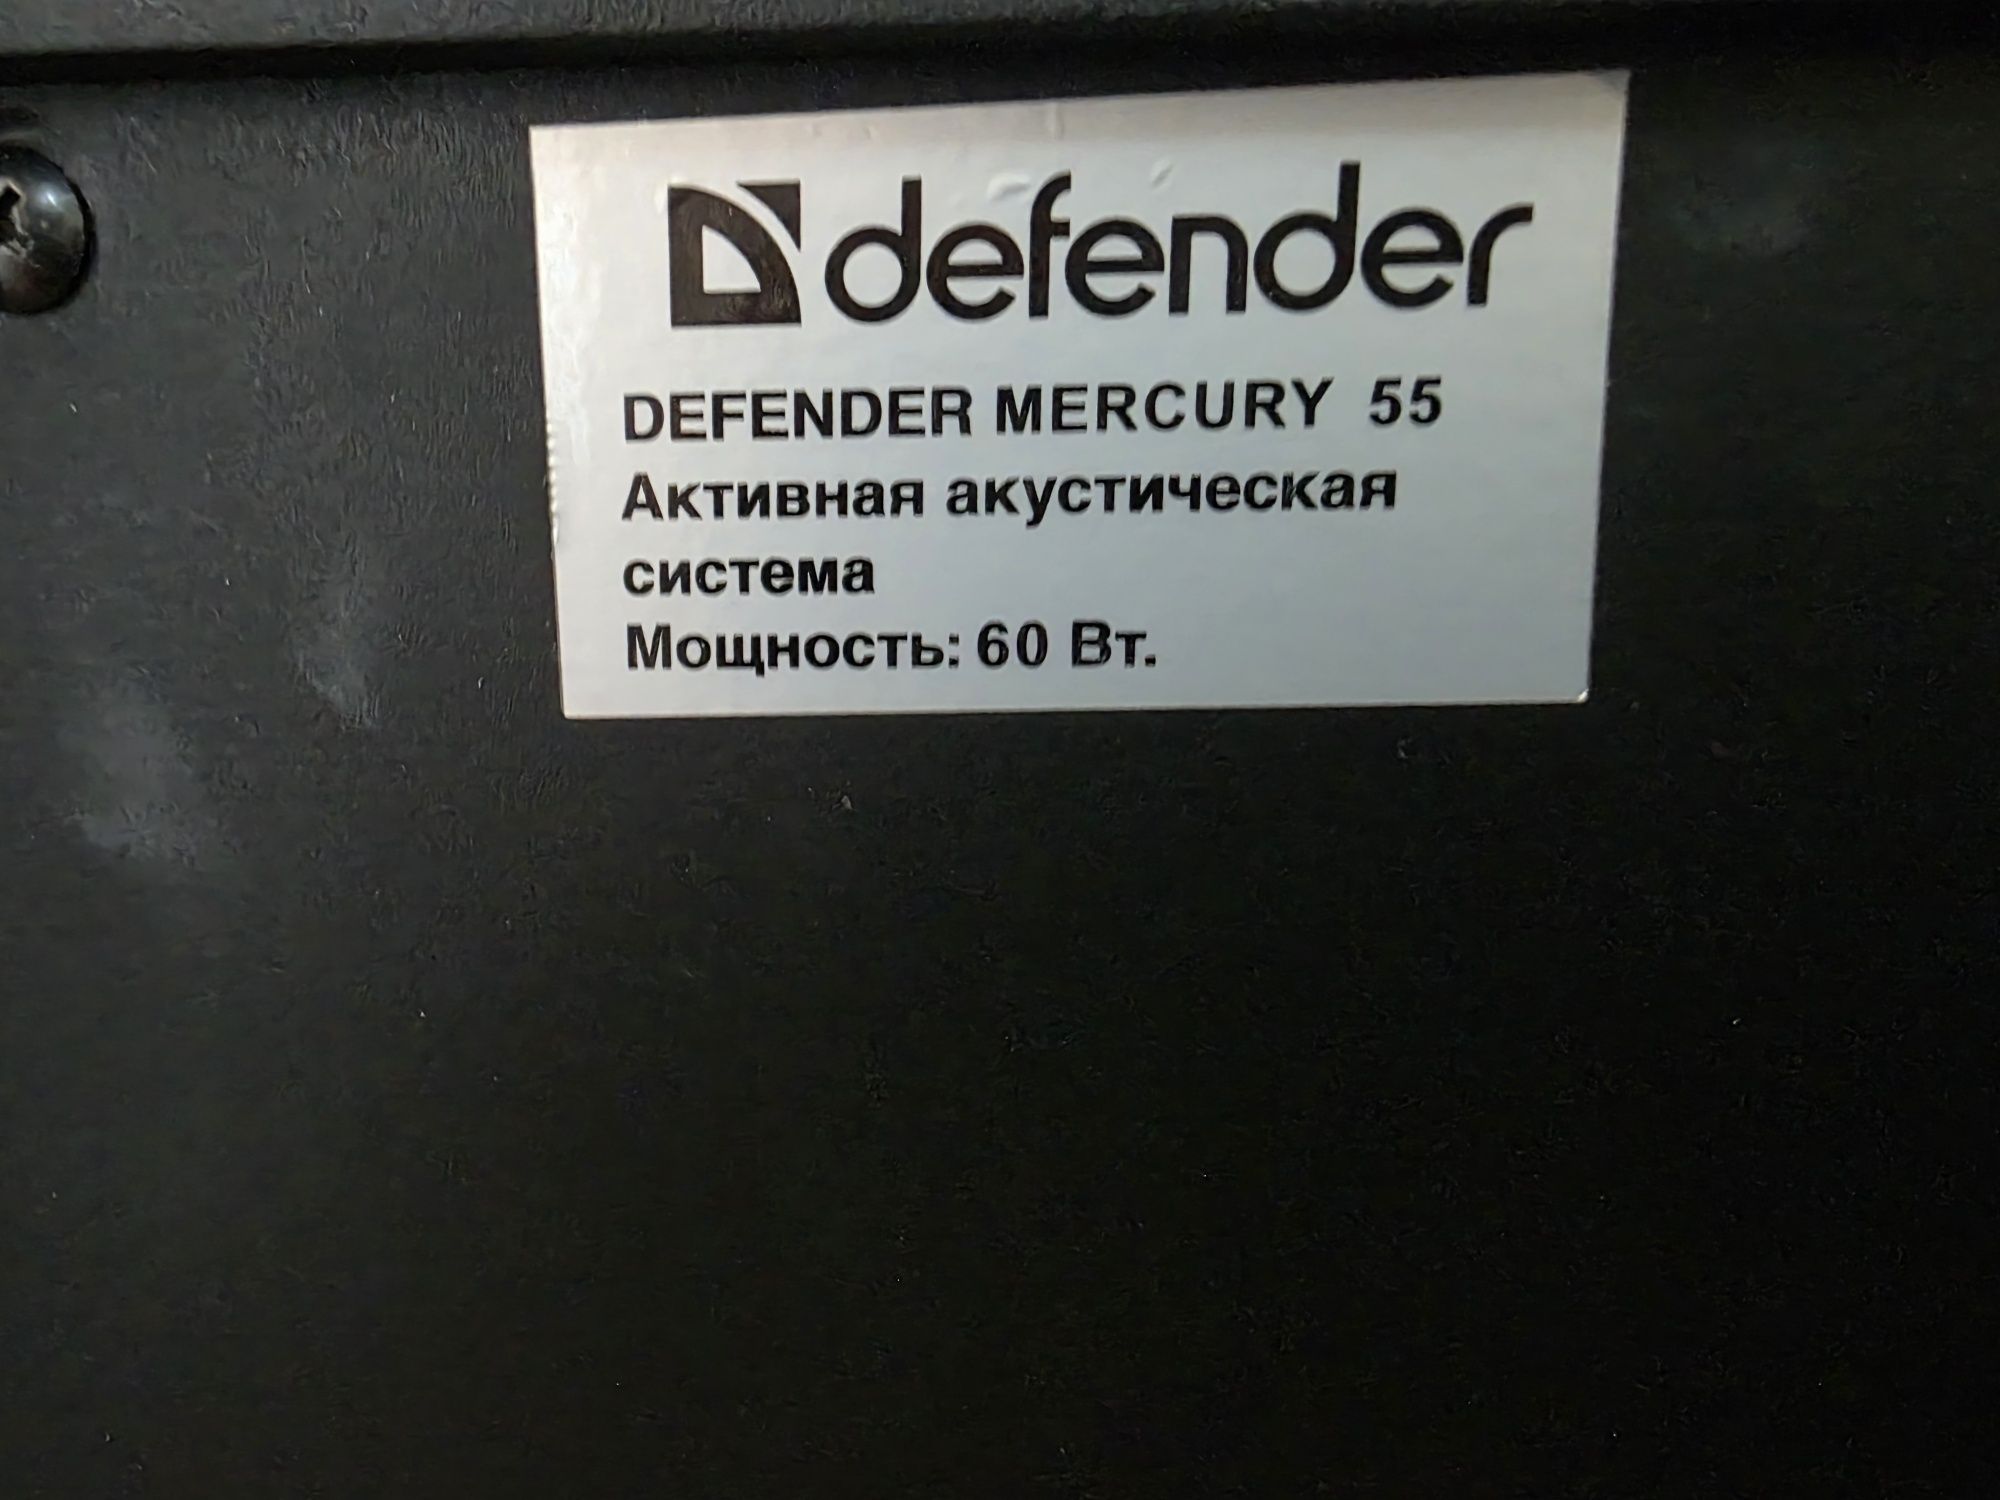 defender
DEFENDER MERCURY 55
Активная акустическая
система
Мощность: 60 Вт.